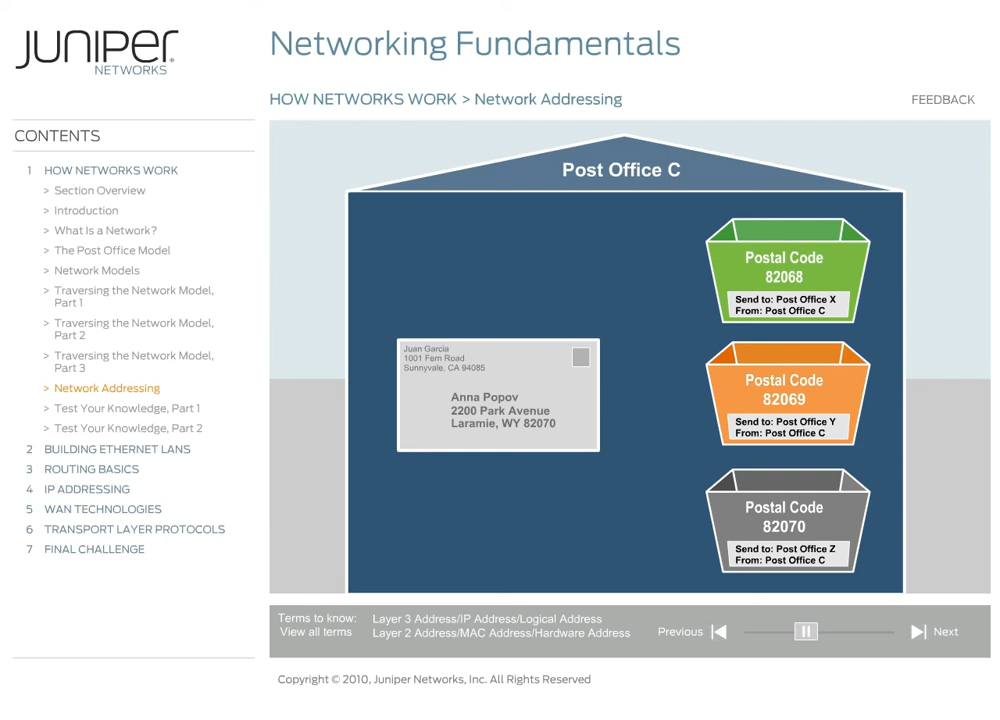 JUNIPEr
NETWORKS
Networking Fundamentals
HOW NETWORKS WORK > Network Addressing
FEEDBACK
CONTENTS
1 HOW NETWORKS WORK
> Section Overview
> Introduction
> What Is a Network?
> The Post Office Model
> Network Models
> Traversing the Network Model,
Part 1
> Traversing the Network Model,
Part 2
> Traversing the Network Model,
Part 3
> Network Addressing
> Test Your Knowledge, Part 1
> Test Your Knowledge, Part 2
2 BUILDING ETHERNET LANS
3 ROUTING BASICS
4 IP ADDRESSING
5 WAN TECHNOLOGIES
6 TRANSPORT LAYER PROTOCOLS
7 FINAL CHALLENGE
Post Office C
Juan Garcia
1001 Fern Road
Sunnyvale, CA 94085
Anna Popov
2200 Park Avenue
Laramie, WY 82070
Postal Code
82068
Send to: Post Office X
From: Post Office C
Postal Code
82069
Send to: Post Office Y
From: Post Office C
Postal Code
82070
Send to: Post Office Z
From: Post Office C
Terms to know:
View all terms
Layer 3 Address/IP Address/Logical Address
Layer 2 Address/MAC Address/Hardware Address
Previous
Next
Copyright © 2010, Juniper Networks, Inc. All Rights Reserved